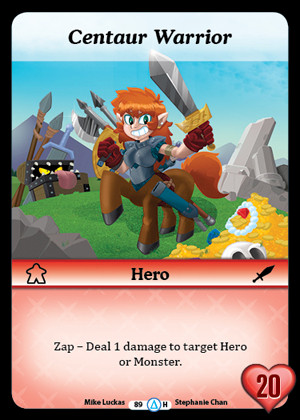 Centaur Warrior
Hero
Zap – Deal 1 damage to target Hero
or Monster.
20
Mike Luckas 89 A H Stephanie Chan